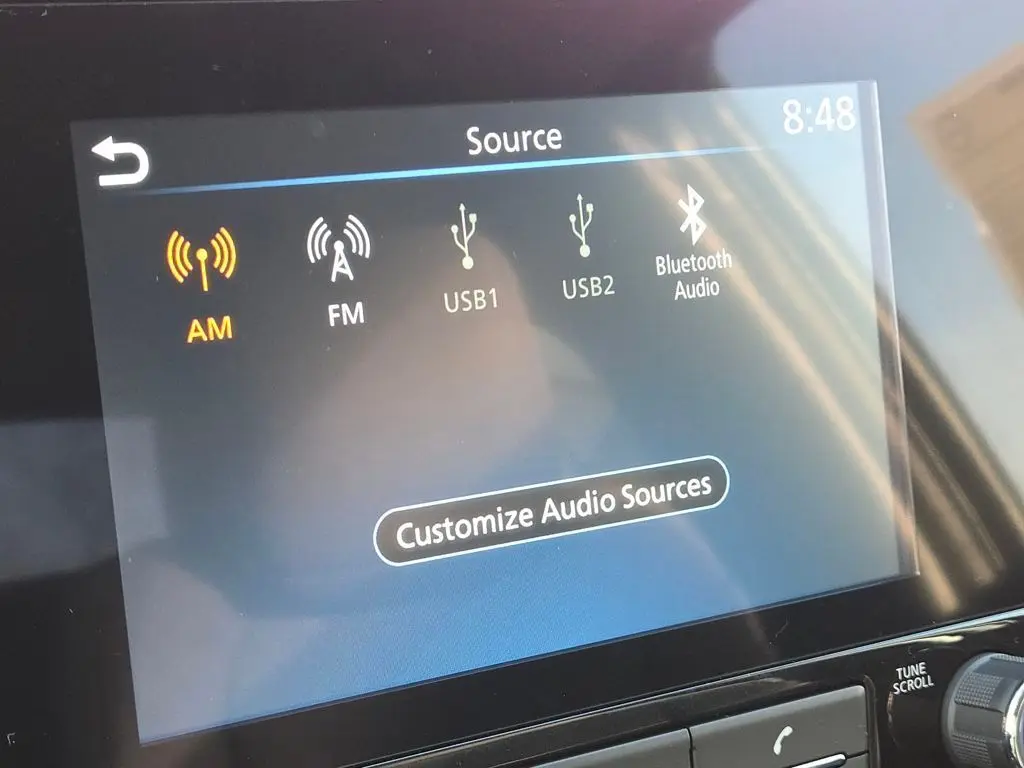 Source
8:48
AM
FM
USB1
USB2
Bluetooth
Audio
Customize Audio Sources
TUNE
SCROLL